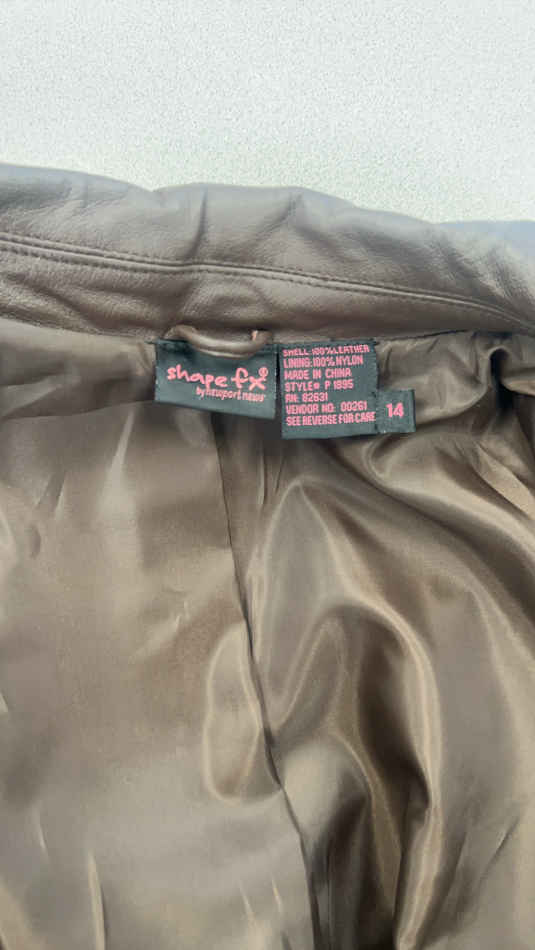 shape fx®
by newport news®
SHELL: 100% LEATHER
LINING: 100% NYLON
MADE IN CHINA
STYLE# P 1895
RN: 82631
VENDOR NO: 00261
SEE REVERSE FOR CARE
14